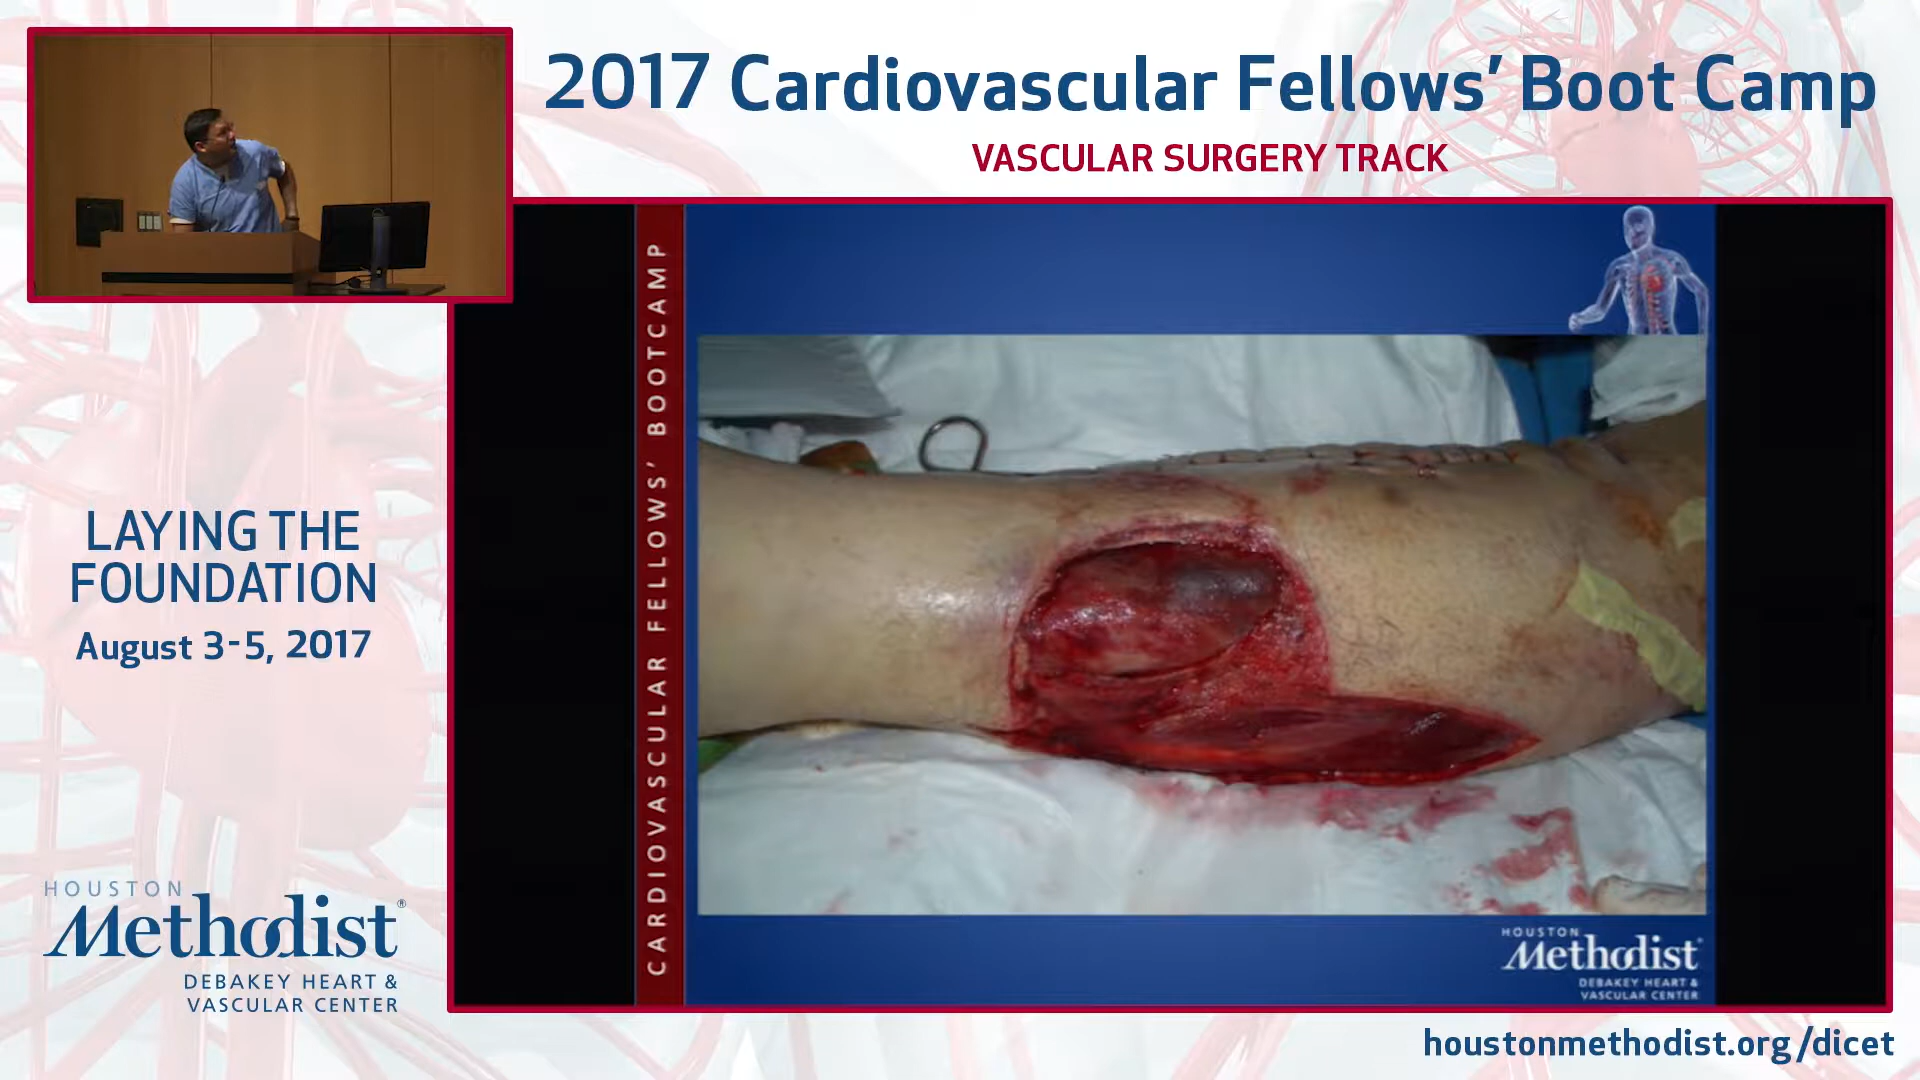 2017 Cardiovascular Fellows' Boot Camp
VASCULAR SURGERY TRACK
LAYING THE
FOUNDATION
August 3-5, 2017
HOUSTON
Methodist®
DEBAKEY HEART &
VASCULAR CENTER
CARDIOVASCULAR FELLOWS' BOOTCAMP
HOUSTON
Methodist
DEBAKEY HEART &
VASCULAR CENTER
houstonmethodist.org/dicet